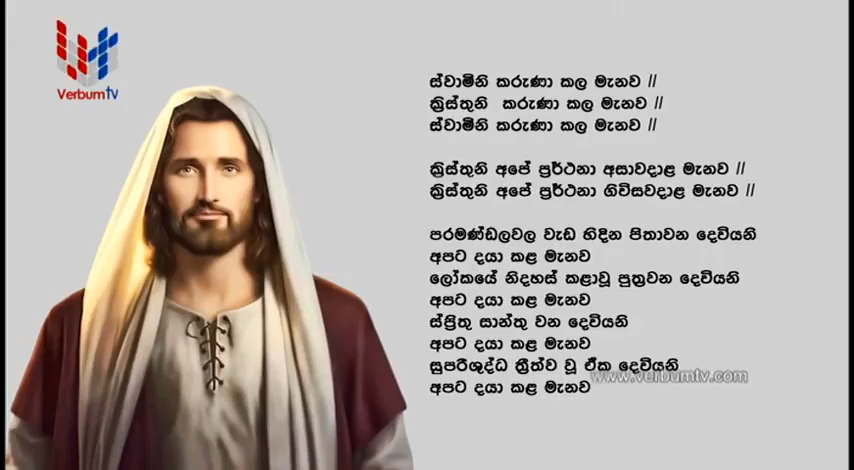 VerbumTV
ස්වාමිනි කරුණා කල මැනව //
ක්‍රිස්තුනි කරුණා කල මැනව //
ස්වාමිනි කරුණා කල මැනව //
ක්‍රිස්තුනි අපේ ප්‍රර්ථනා අසාවදාළ මැනව //
ක්‍රිස්තුනි අපේ ප්‍රර්ථනා ගිවිසවදාළ මැනව //
පරමණ්ඩලවල වැඩ හිදින පිතාවන දෙවියනි
අපට දයා කළ මැනව
ලෝකයේ නිදහස් කළාවූ පුත්‍රවන දෙවියනි
අපට දයා කළ මැනව
ස්ප්‍රිතු සාන්තු වන දෙවියනි
අපට දයා කළ මැනව
සුපරිශුද්ධ ත්‍රීත්ව වූ ඒක දෙවියනි
www.verbumtv.com
අපට දයා කළ මැනව